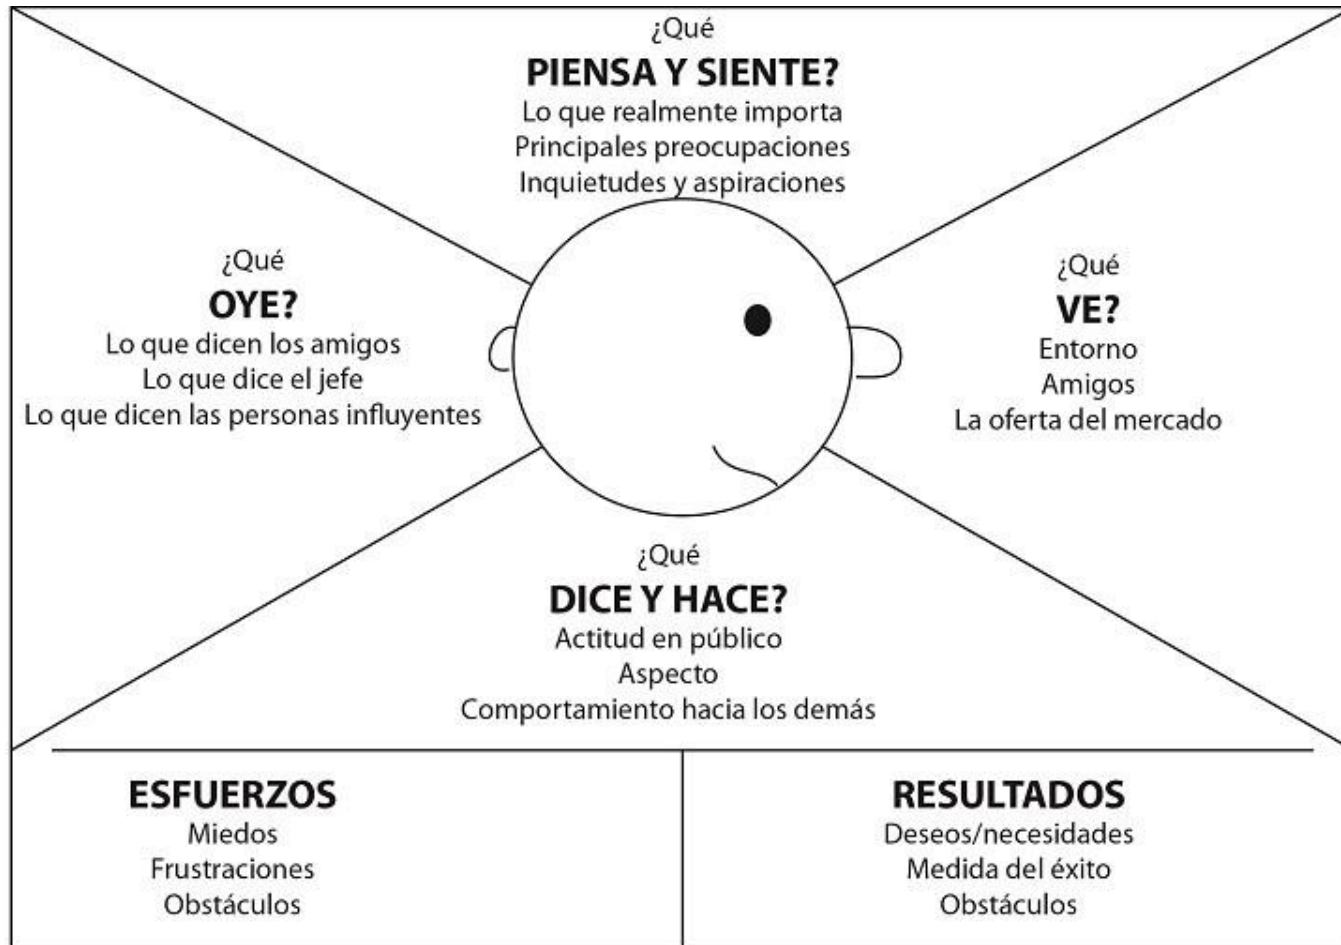 ¿Qué
PIENSA Y SIENTE?
Lo que realmente importa
Principales preocupaciones
Inquietudes y aspiraciones
¿Qué
OYE?
Lo que dicen los amigos
Lo que dice el jefe
Lo que dicen las personas influyentes
¿Qué
VE?
Entorno
Amigos
La oferta del mercado
¿Qué
DICE Y HACE?
Actitud en público
Aspecto
Comportamiento hacia los demás
ESFUERZOS
Miedos
Frustraciones
Obstáculos
RESULTADOS
Deseos/necesidades
Medida del éxito
Obstáculos